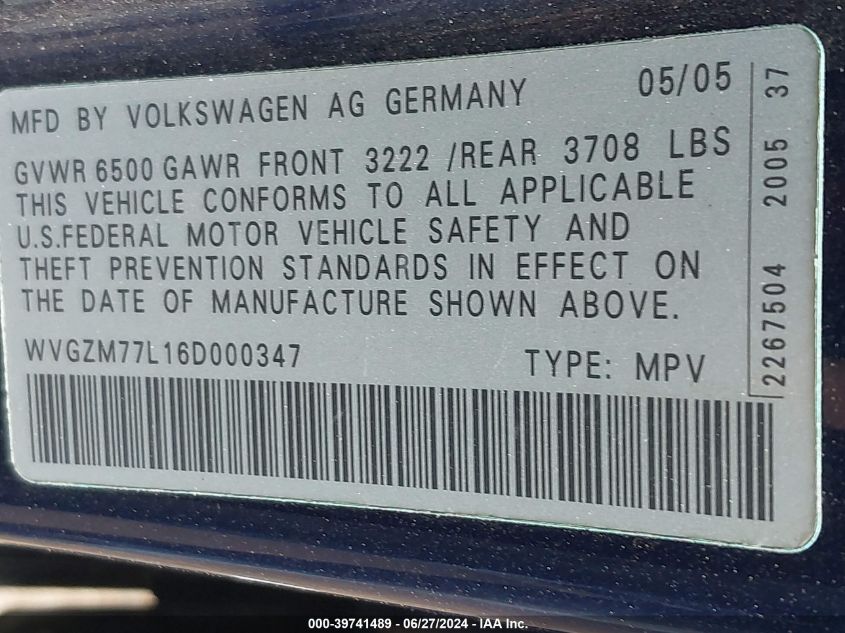 MFD BY VOLKSWAGEN AG GERMANY 05/05
GVWR 6500 GAWR FRONT 3222 /REAR 3708 LBS
THIS VEHICLE CONFORMS TO ALL APPLICABLE
U.S.FEDERAL MOTOR VEHICLE SAFETY AND
THEFT PREVENTION STANDARDS IN EFFECT ON
THE DATE OF MANUFACTURE SHOWN ABOVE.
WVGZM77L16D000347 TYPE: MPV
2267504 2005 37
000-39741489 - 06/27/2024 - IAA Inc.